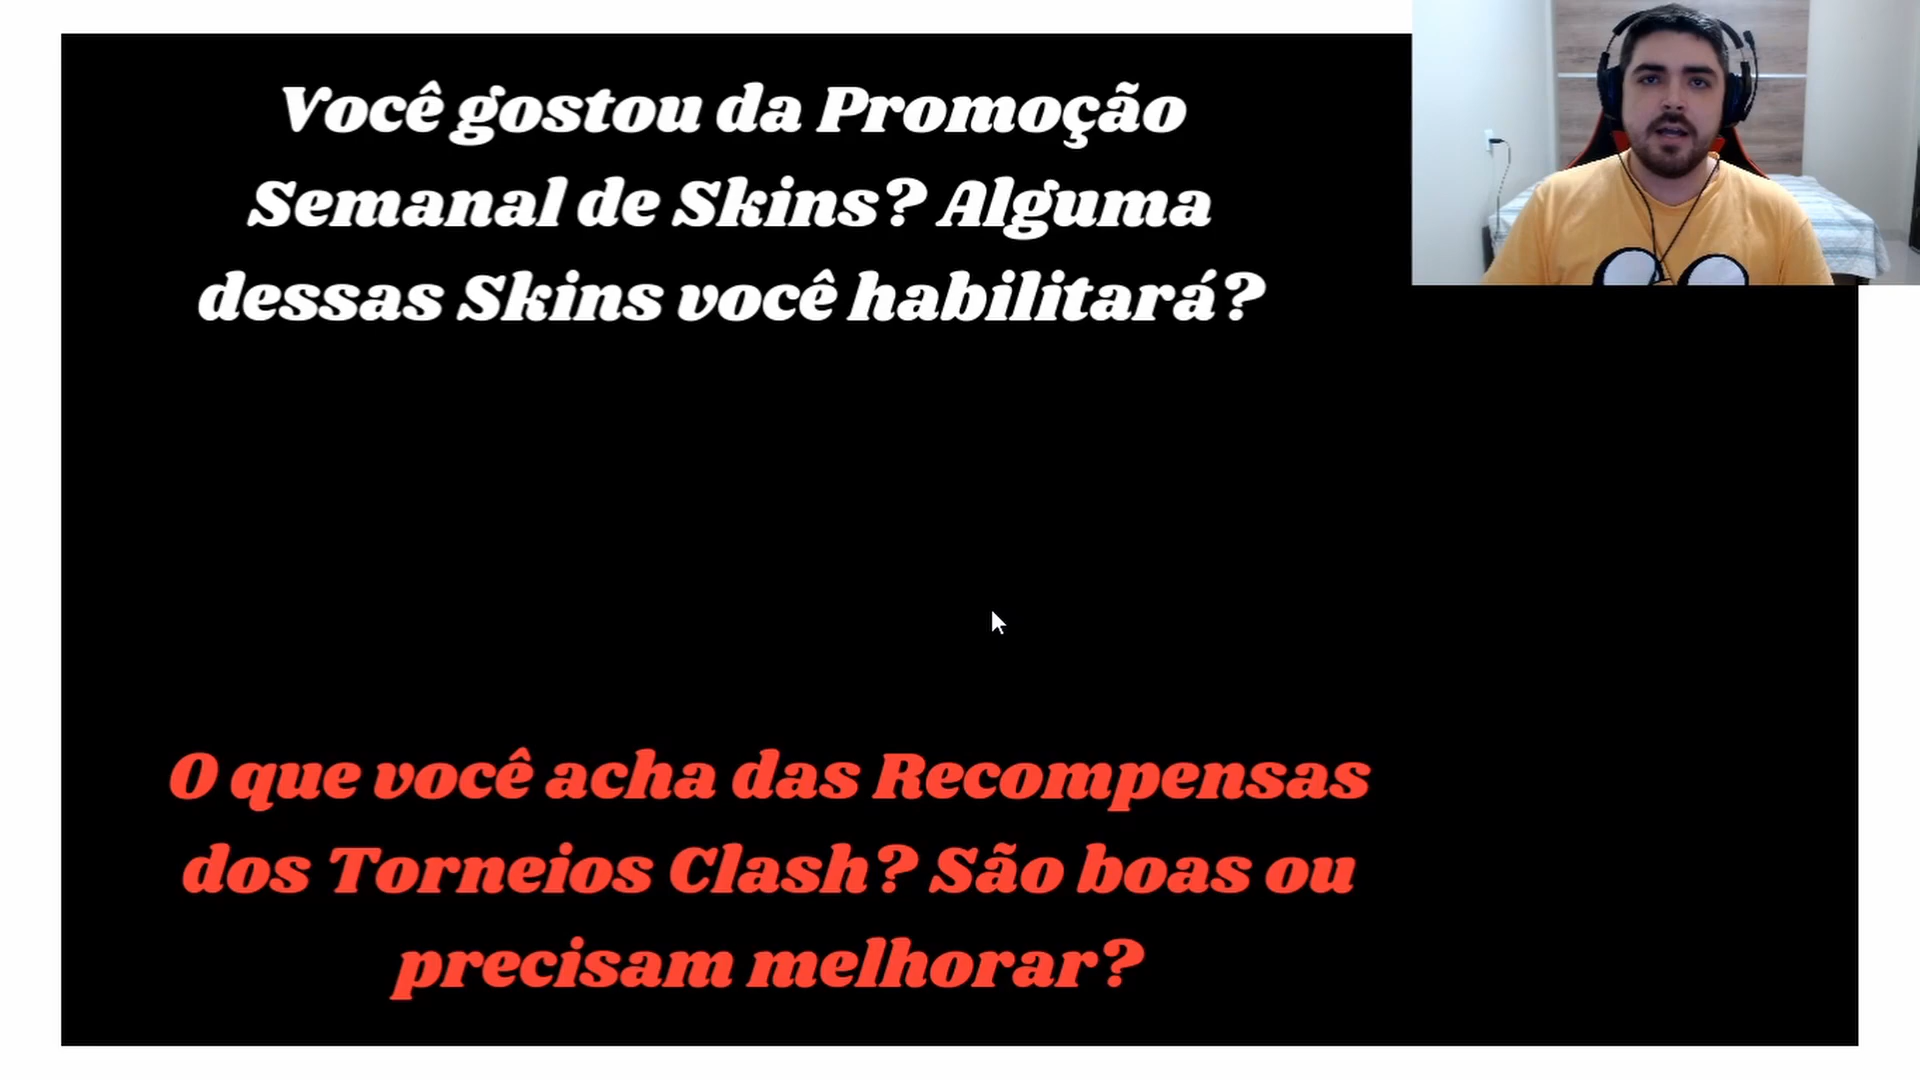 Você gostou da Promoção
Semanal de Skins? Alguma
dessas Skins você habilitará?
O que você acha das Recompensas
dos Torneios Clash? São boas ou
precisam melhorar?